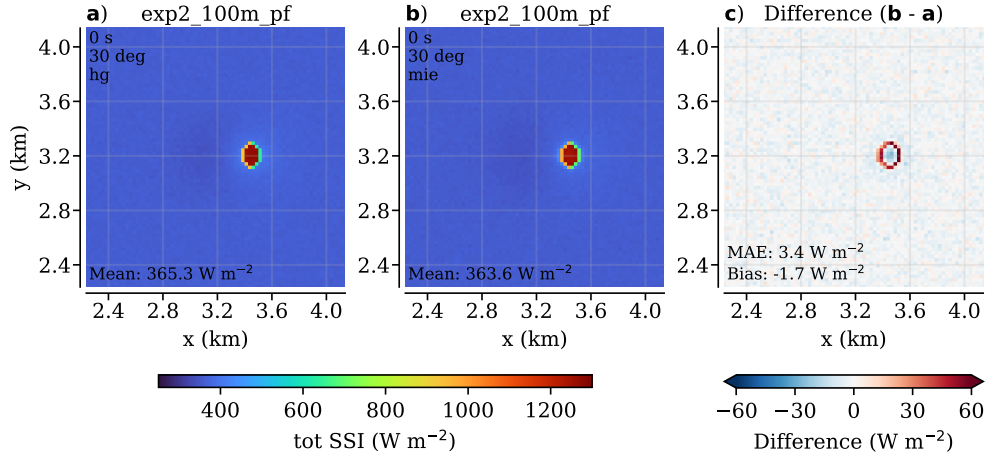 a) exp2_100m_pf
b) exp2_100m_pf
c) Difference (b - a)
0 s
30 deg
hg
0 s
30 deg
mie
4.0
3.6
3.2
2.8
2.4
y (km)
4.0
3.6
3.2
2.8
2.4
4.0
3.6
3.2
2.8
2.4
Mean: 365.3 W m⁻²
Mean: 363.6 W m⁻²
MAE: 3.4 W m⁻²
Bias: -1.7 W m⁻²
2.4 2.8 3.2 3.6 4.0
2.4 2.8 3.2 3.6 4.0
2.4 2.8 3.2 3.6 4.0
x (km)
x (km)
x (km)
400 600 800 1000 1200
tot SSI (W m⁻²)
−60 −30 0 30 60
Difference (W m⁻²)